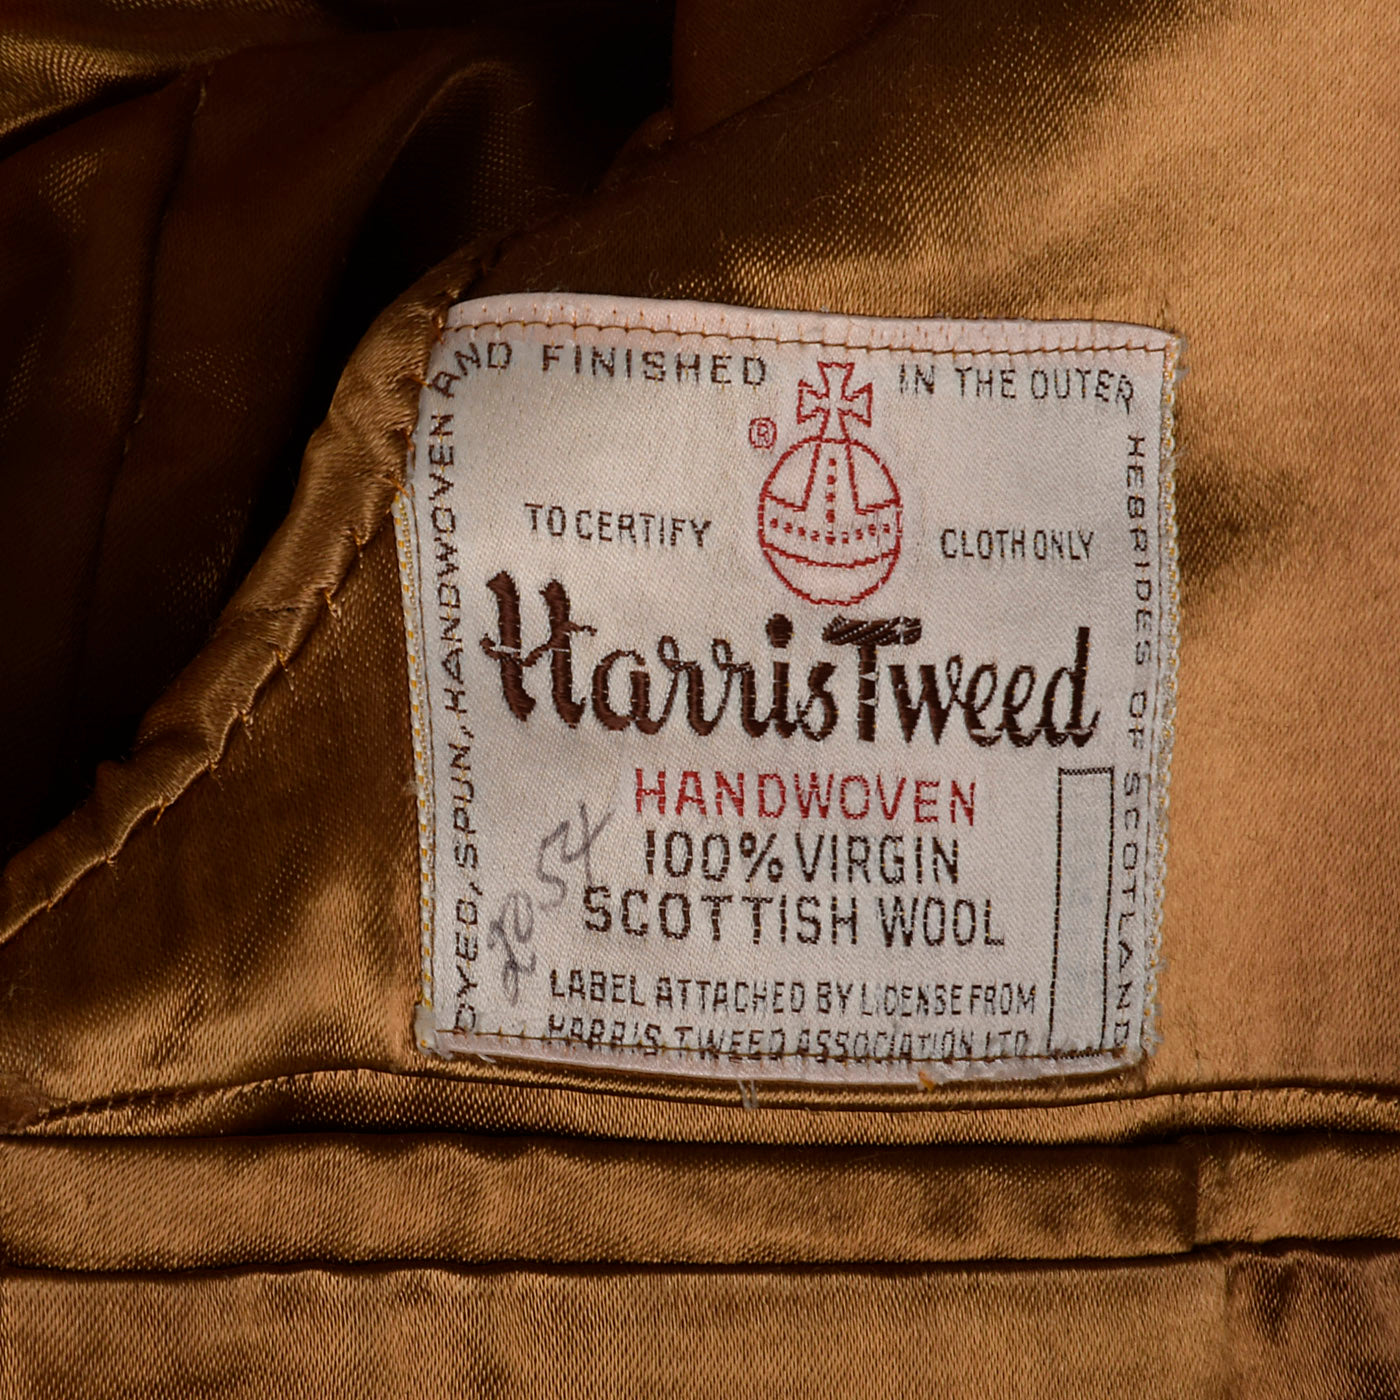 DYED, SPUN, HANDWOVEN AND FINISHED IN THE OUTER HEBRIDES OF SCOTLAND
®
TO CERTIFY CLOTH ONLY
Harris Tweed
HANDWOVEN
100% VIRGIN
SCOTTISH WOOL
LABEL ATTACHED BY LICENSE FROM
HARRIS TWEED ASSOCIATION LTD